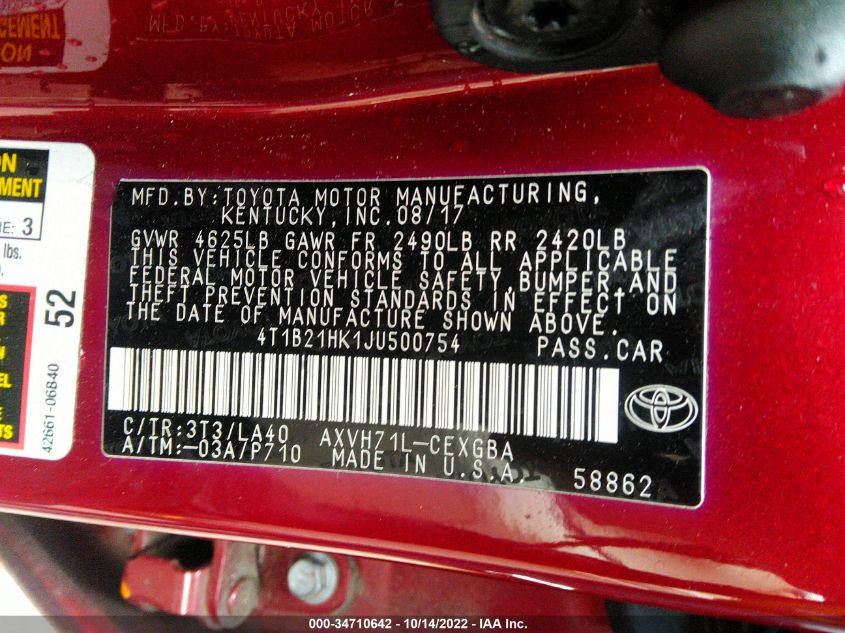 MFD.BY:TOYOTA MOTOR MANUFACTURING,
KENTUCKY,INC.08/17
GVWR 4625LB GAWR FR 2490LB RR 2420LB
THIS VEHICLE CONFORMS TO ALL APPLICABLE
FEDERAL MOTOR VEHICLE SAFETY,BUMPER,AND
THEFT PREVENTION STANDARDS IN EFFECT ON
THE DATE OF MANUFACTURE SHOWN ABOVE.
4T1B21HK1JU500754 PASS.CAR
C/TR:3T3/LA40 AXVH71L-CEXGBA
A/TM:-03A/P710 MADE IN U.S.A.
58862
3
lbs.
52
42661-06B40
000-34710642 - 10/14/2022 - IAA Inc.